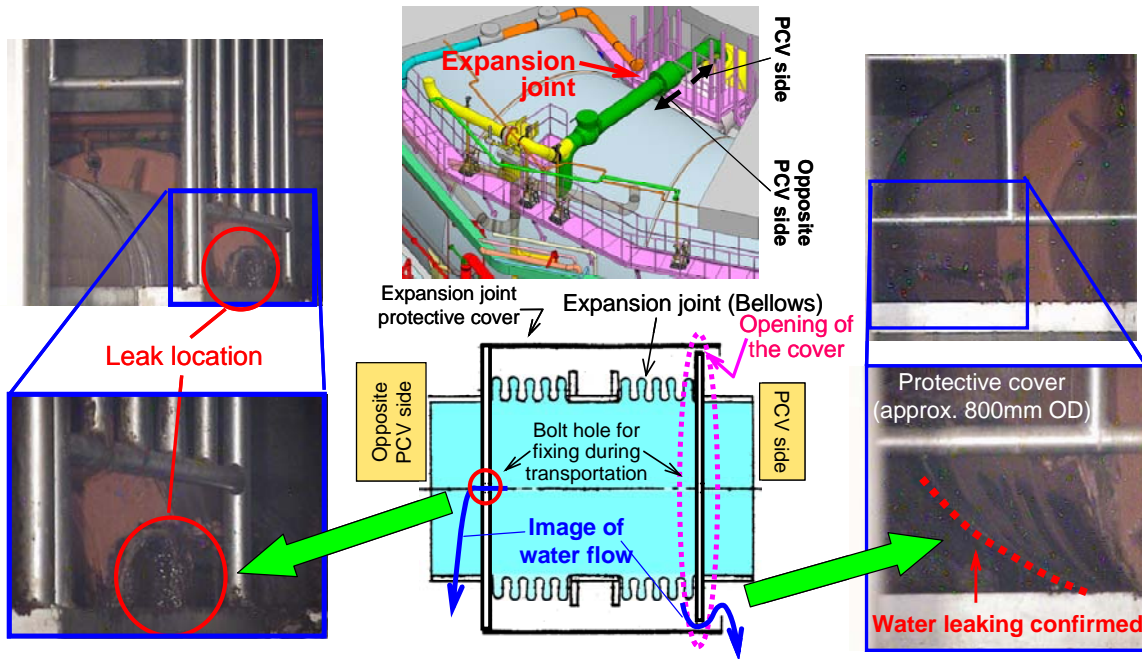 Expansion
joint
PCV side
Opposite
PCV side
Leak location
Expansion joint
protective cover
Expansion joint (Bellows)
Opening of
the cover
Opposite
PCV side
Bolt hole for
fixing during
transportation
PCV side
Image of
water flow
Protective cover
(approx. 800mm OD)
Water leaking confirmed